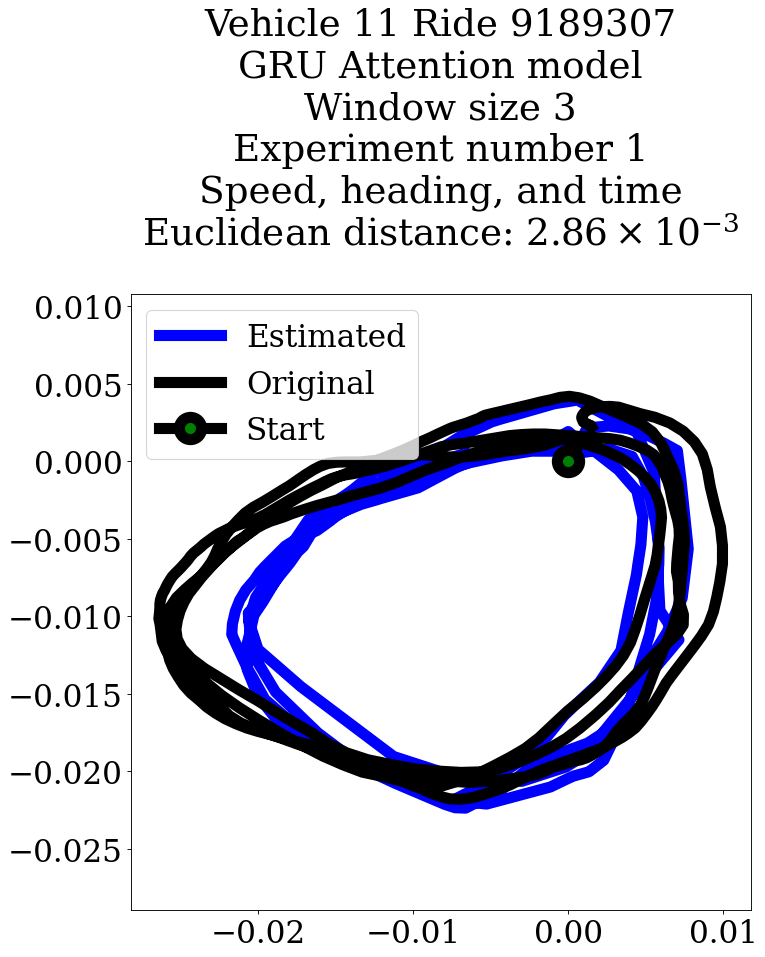 Vehicle 11 Ride 9189307
GRU Attention model
Window size 3
Experiment number 1
Speed, heading, and time
Euclidean distance: 2.86 × 10⁻³
0.010
0.005
0.000
−0.005
−0.010
−0.015
−0.020
−0.025
Estimated
Original
Start
−0.02
−0.01
0.00
0.01